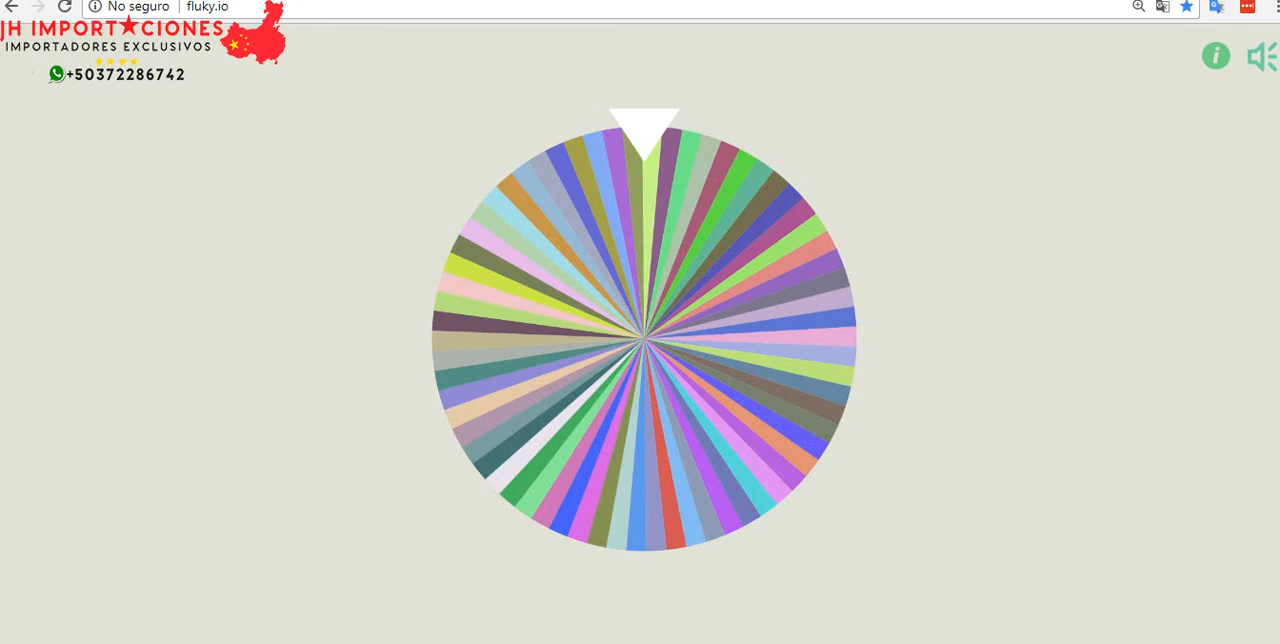 No seguro fluky.io
JH IMPORT★CIONES
IMPORTADORES EXCLUSIVOS
+50372286742